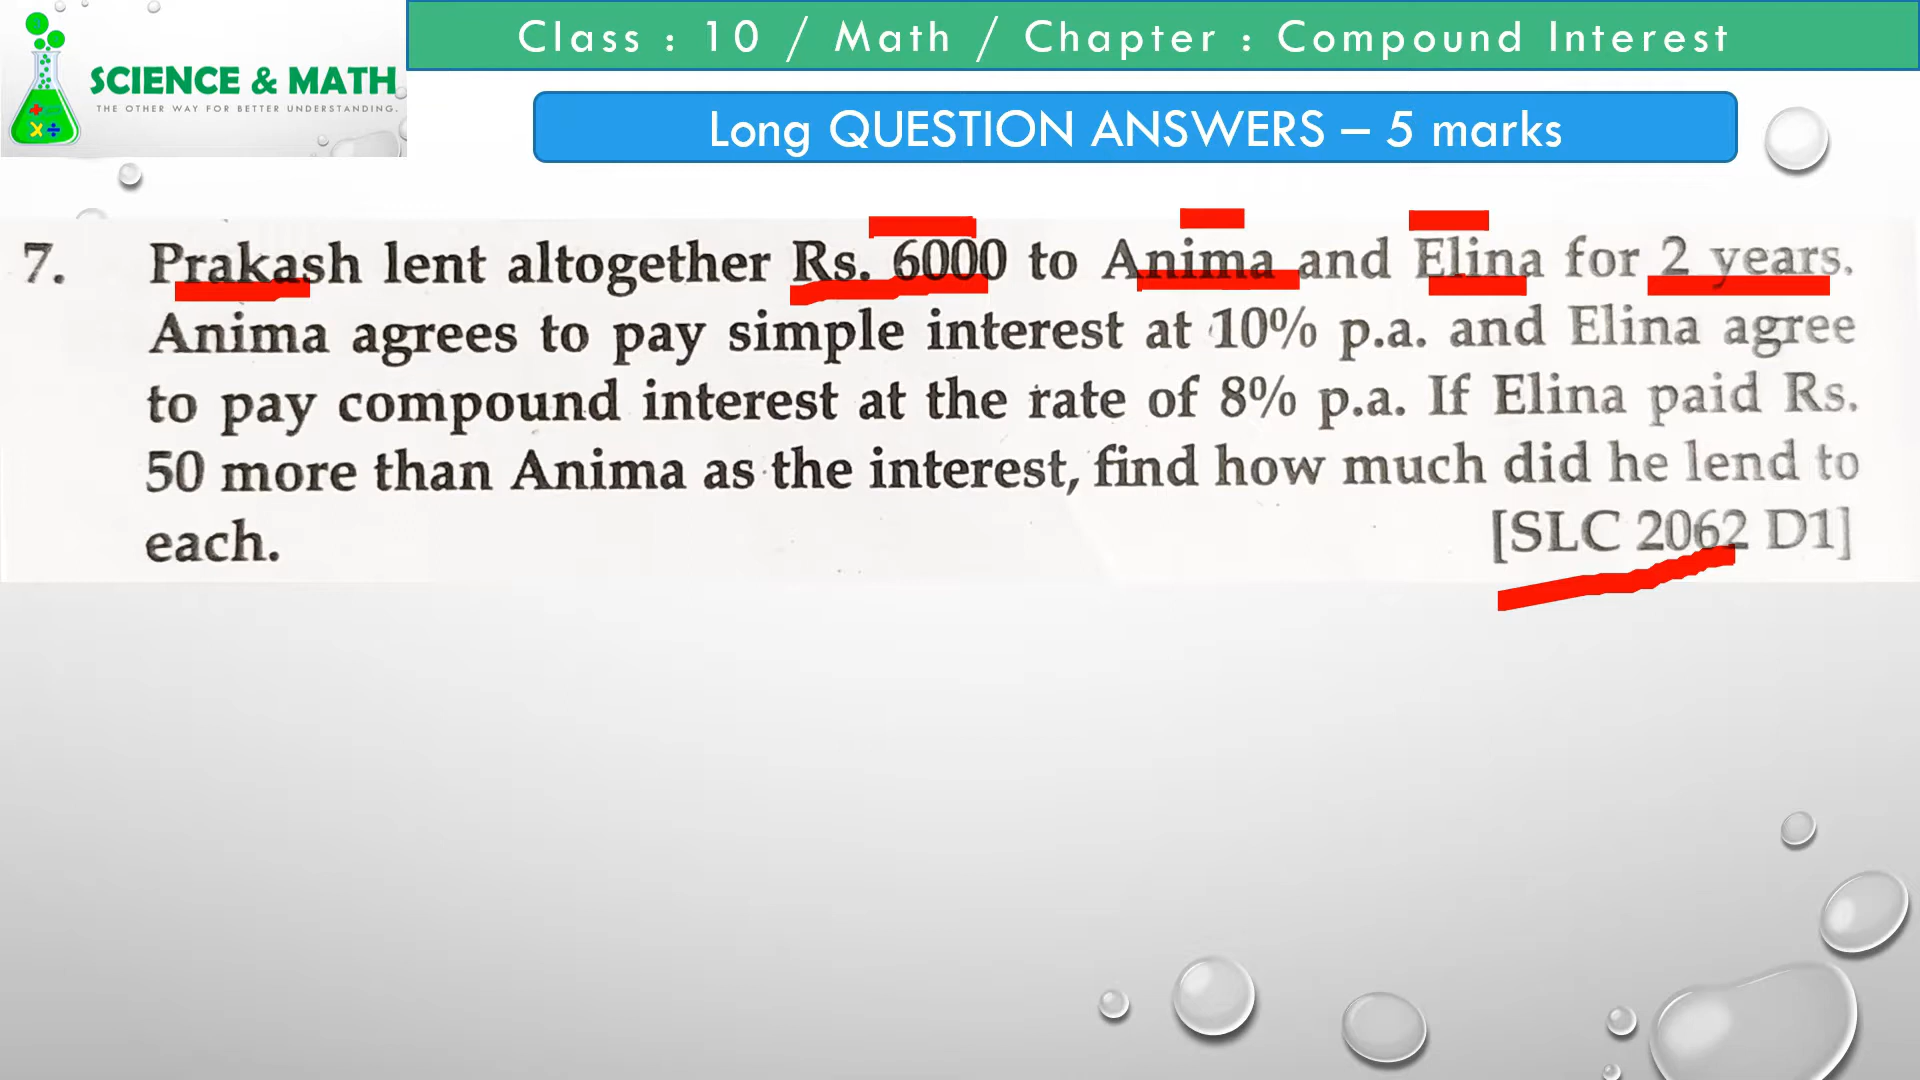 SCIENCE & MATH
THE OTHER WAY FOR BETTER UNDERSTANDING.
Class : 10 / Math / Chapter : Compound Interest
Long QUESTION ANSWERS – 5 marks
7. Prakash lent altogether Rs. 6000 to Anima and Elina for 2 years.
Anima agrees to pay simple interest at 10% p.a. and Elina agree
to pay compound interest at the rate of 8% p.a. If Elina paid Rs.
50 more than Anima as the interest, find how much did he lend to
each. [SLC 2062 D1]